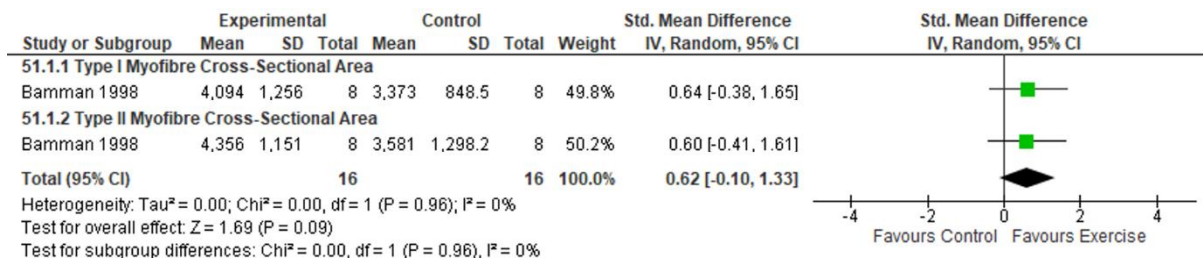 Experimental Control Std. Mean Difference Std. Mean Difference
Study or Subgroup Mean SD Total Mean SD Total Weight IV, Random, 95% CI IV, Random, 95% CI
51.1.1 Type I Myofibre Cross-Sectional Area
Bamman 1998 4,094 1,256 8 3,373 848.5 8 49.8% 0.64 [-0.38, 1.65]
51.1.2 Type II Myofibre Cross-Sectional Area
Bamman 1998 4,356 1,151 8 3,581 1,298.2 8 50.2% 0.60 [-0.41, 1.61]
Total (95% CI) 16 16 100.0% 0.62 [-0.10, 1.33]
Heterogeneity: Tau² = 0.00; Chi² = 0.00, df = 1 (P = 0.96); I² = 0%
Test for overall effect: Z = 1.69 (P = 0.09)
Test for subgroup differences: Chi² = 0.00, df = 1 (P = 0.96), I² = 0%
-4 -2 0 2 4
Favours Control Favours Exercise